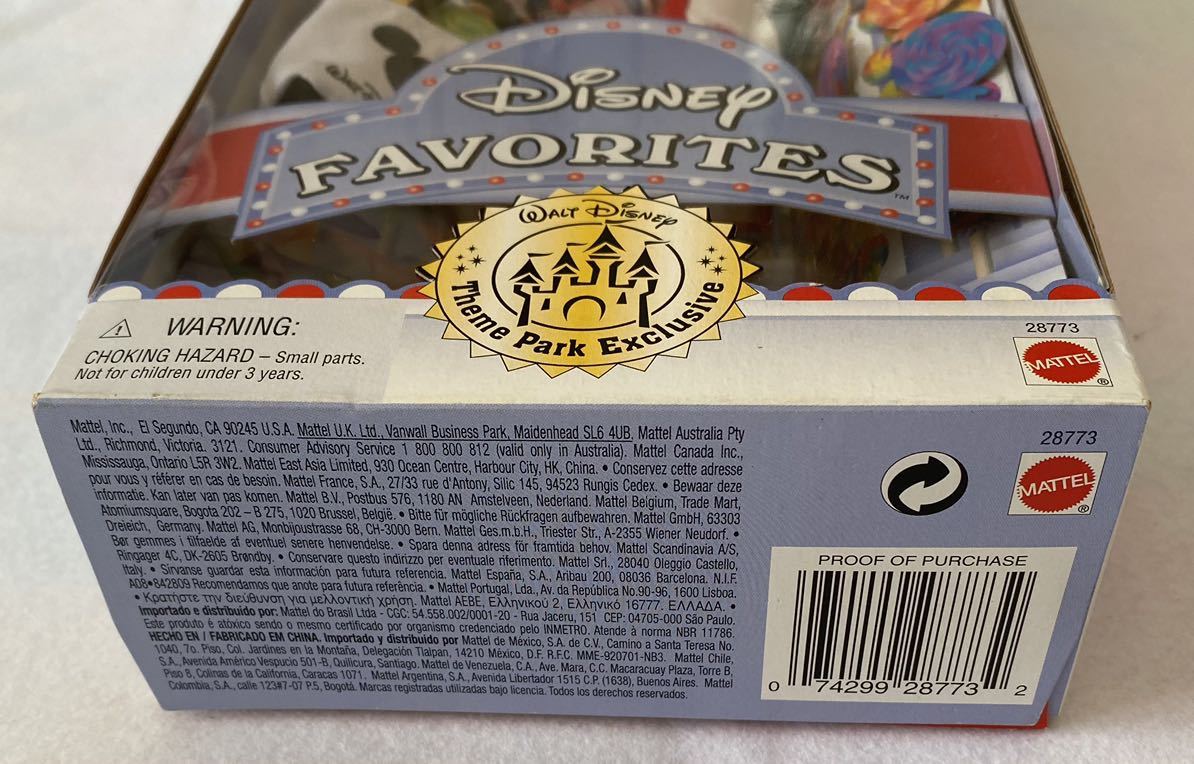 DISNEY
FAVORITES™
WALT DISNEY
Theme Park Exclusive
⚠ WARNING:
CHOKING HAZARD – Small parts.
Not for children under 3 years.
28773
MATTEL®
Mattel, Inc., El Segundo, CA 90245 U.S.A. Mattel U.K. Ltd., Vanwall Business Park, Maidenhead SL6 4UB, Mattel Australia Pty
Ltd., Richmond, Victoria. 3121. Consumer Advisory Service 1 800 800 812 (valid only in Australia). Mattel Canada Inc.,
Mississauga, Ontario L5R 3W2. Mattel East Asia Limited, 930 Ocean Centre, Harbour City, HK, China. • Conservez cette adresse
pour vous y référer en cas de besoin. Mattel France, S.A., 27/33 rue d'Antony, Silic 145, 94523 Rungis Cedex. • Bewaar deze
informatie. Kan later van pas komen. Mattel B.V., Postbus 576, 1180 AN Amstelveen, Nederland. Mattel Belgium, Trade Mart,
Atomiumsquare, Bogota 202 – B 275, 1020 Bassel, Belgie. • Bitte für mögliche Rückfragen aufbewahren. Mattel GmbH, 63303
Dreieich, Germany. Mattel AG, Monbijoustrasse 68, CH-3000 Bern. Mattel Ges.m.b.H., Triester Str., A-2355 Wiener Neudorf. •
Bør gemmes i tilfælde af eventuel senere henvendelse. • Spara denna adress för framtida behov. Mattel Scandinavia A/S,
Ringager 4C, DK-2605 Brøndby. • Conservare questo indirizzo per eventuale riferimento. Mattel Srl., 28040 Oleggio Castello,
Italy. • Sirvanse guardar esta información para futura referencia. Mattel España, S.A., Aribau 200, 08036 Barcelona. N.I.F.
A08•842809 Recomendamos que anote para futura referência. • Mattel Portugal, Lda., Av. da República No.90-96, 1600 Lisboa.
• Κρατήστε την διεύθυνση για μελλοντική χρήση. Mattel AEBE, Ελληνικού 2, Ελληνικό 16777. ΕΛΛΑΔΑ. •
Importado e distribuido por: Mattel do Brasil Ltda - CGC: 54.558.002/0001-20 - Rua Jaceru, 151 CEP: 04705-000 São Paulo.
Este produto é atóxico sendo o mesmo certificado por organismo credenciado pelo INMETRO. Atende à norma NBR 11786.
HECHO EN / FABRICADO EM CHINA. Importado y distribuido por Mattel de México, S.A. de C.V., Camino a Santa Teresa No.
1040, 7o. Piso, Col. Jardines en la Montaña, Delegación Tlalpan, 14210 México, D.F. R.F.C. MME-920701-NB3. Mattel Chile,
S.A., Avenida Américo Vespucio 501-B, Quilicura, Santiago. Mattel de Venezuela, C.A., Ave. Mara, C.C. Macaracuay Plaza, Torre B,
Piso 8, Colinas de la California, Caracas 1071. Mattel Argentina, S.A., Avenida Libertador 1515 C.P. (1638), Buenos Aires. Mattel
Colombia, S.A., calle 123#7-07 P.5, Bogotá. Marcas registradas utilizadas bajo licencia. Todos los derechos reservados.
28773
MATTEL®
PROOF OF PURCHASE
0 74299 28773 2